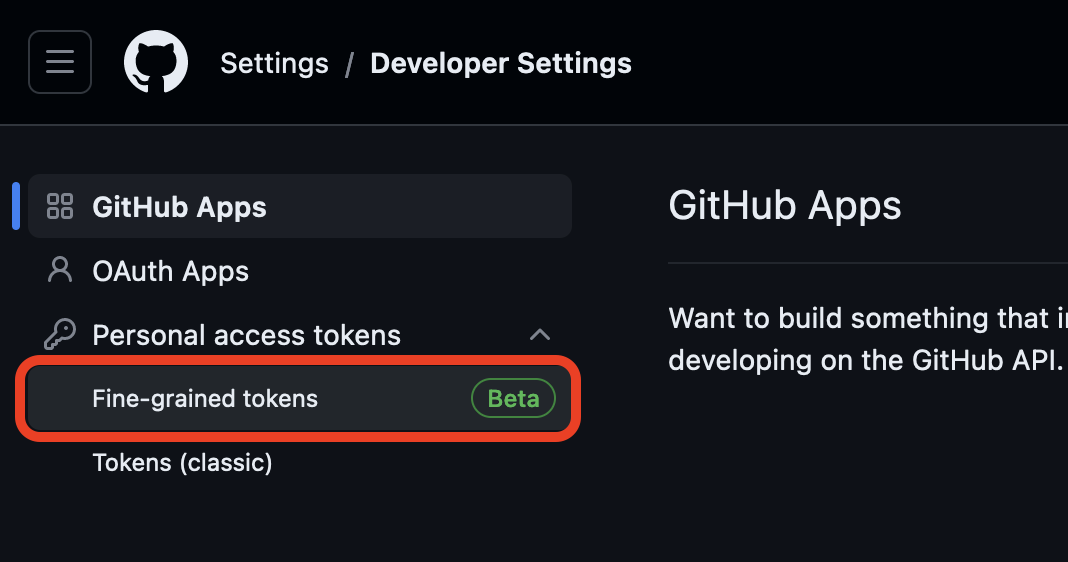 Settings / Developer Settings
GitHub Apps
OAuth Apps
Personal access tokens
Fine-grained tokens Beta
Tokens (classic)
GitHub Apps
Want to build something that
developing on the GitHub API.